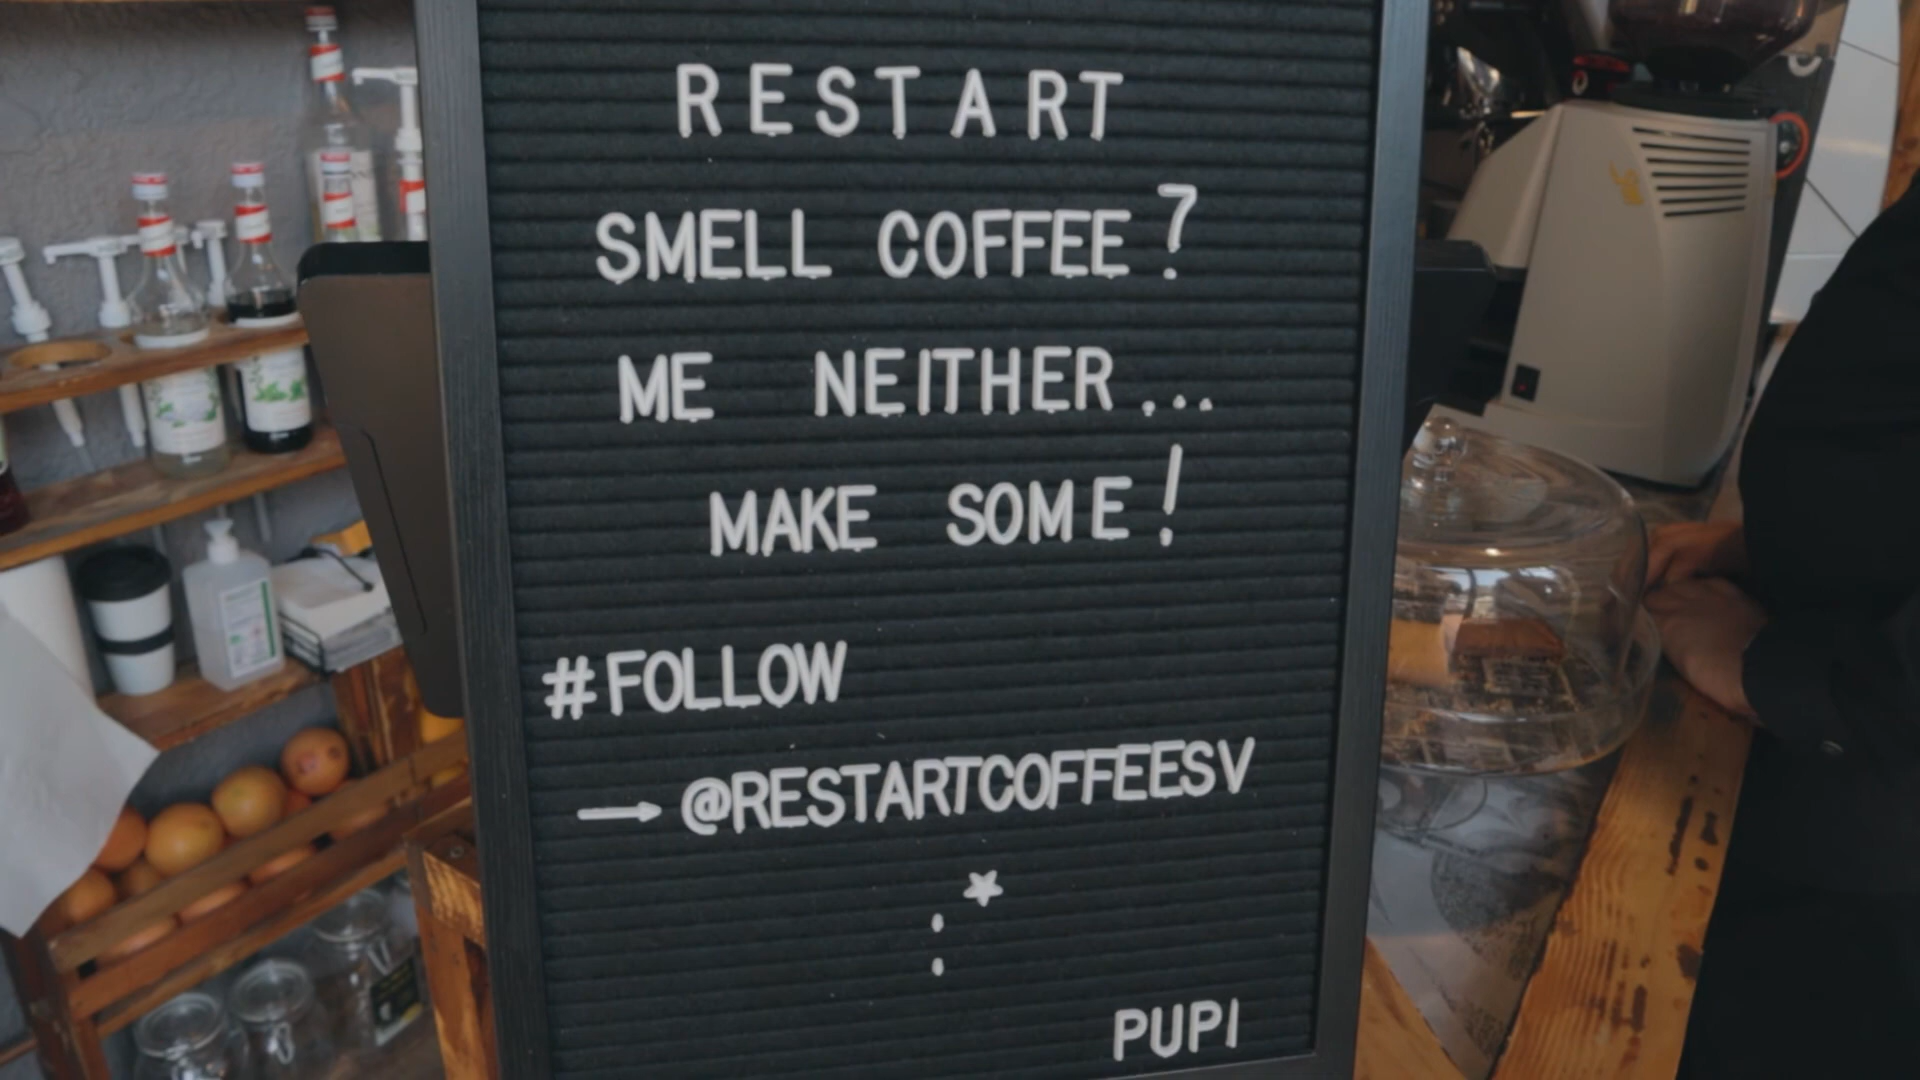 RESTART
SMELL COFFEE?
ME NEITHER...
MAKE SOME!
#FOLLOW
→ @RESTARTCOFFEESV
:*
PUPI